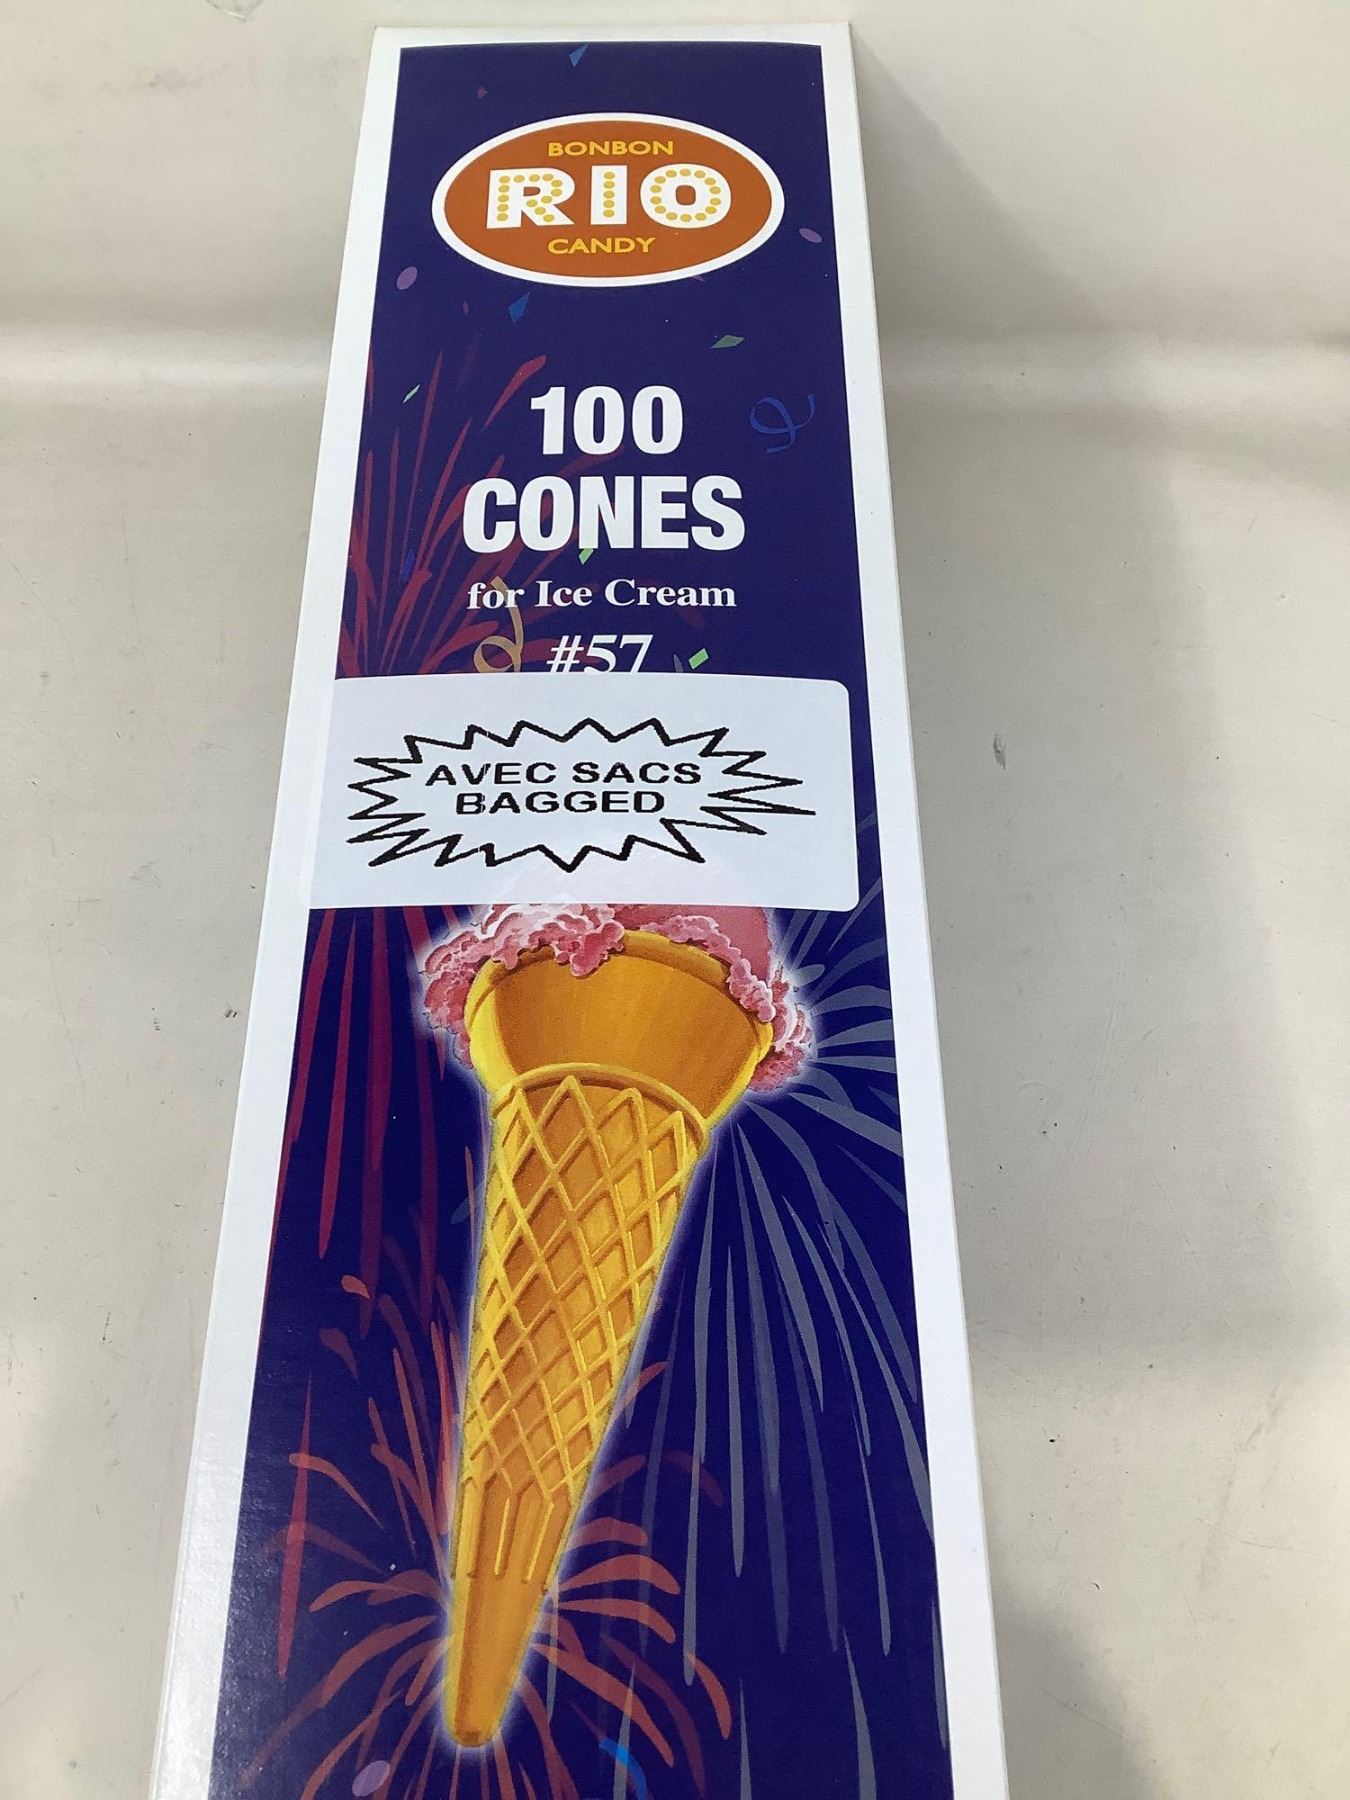 BONBON
RIO
CANDY
100
CONES
for Ice Cream
#57
AVEC SACS
BAGGED